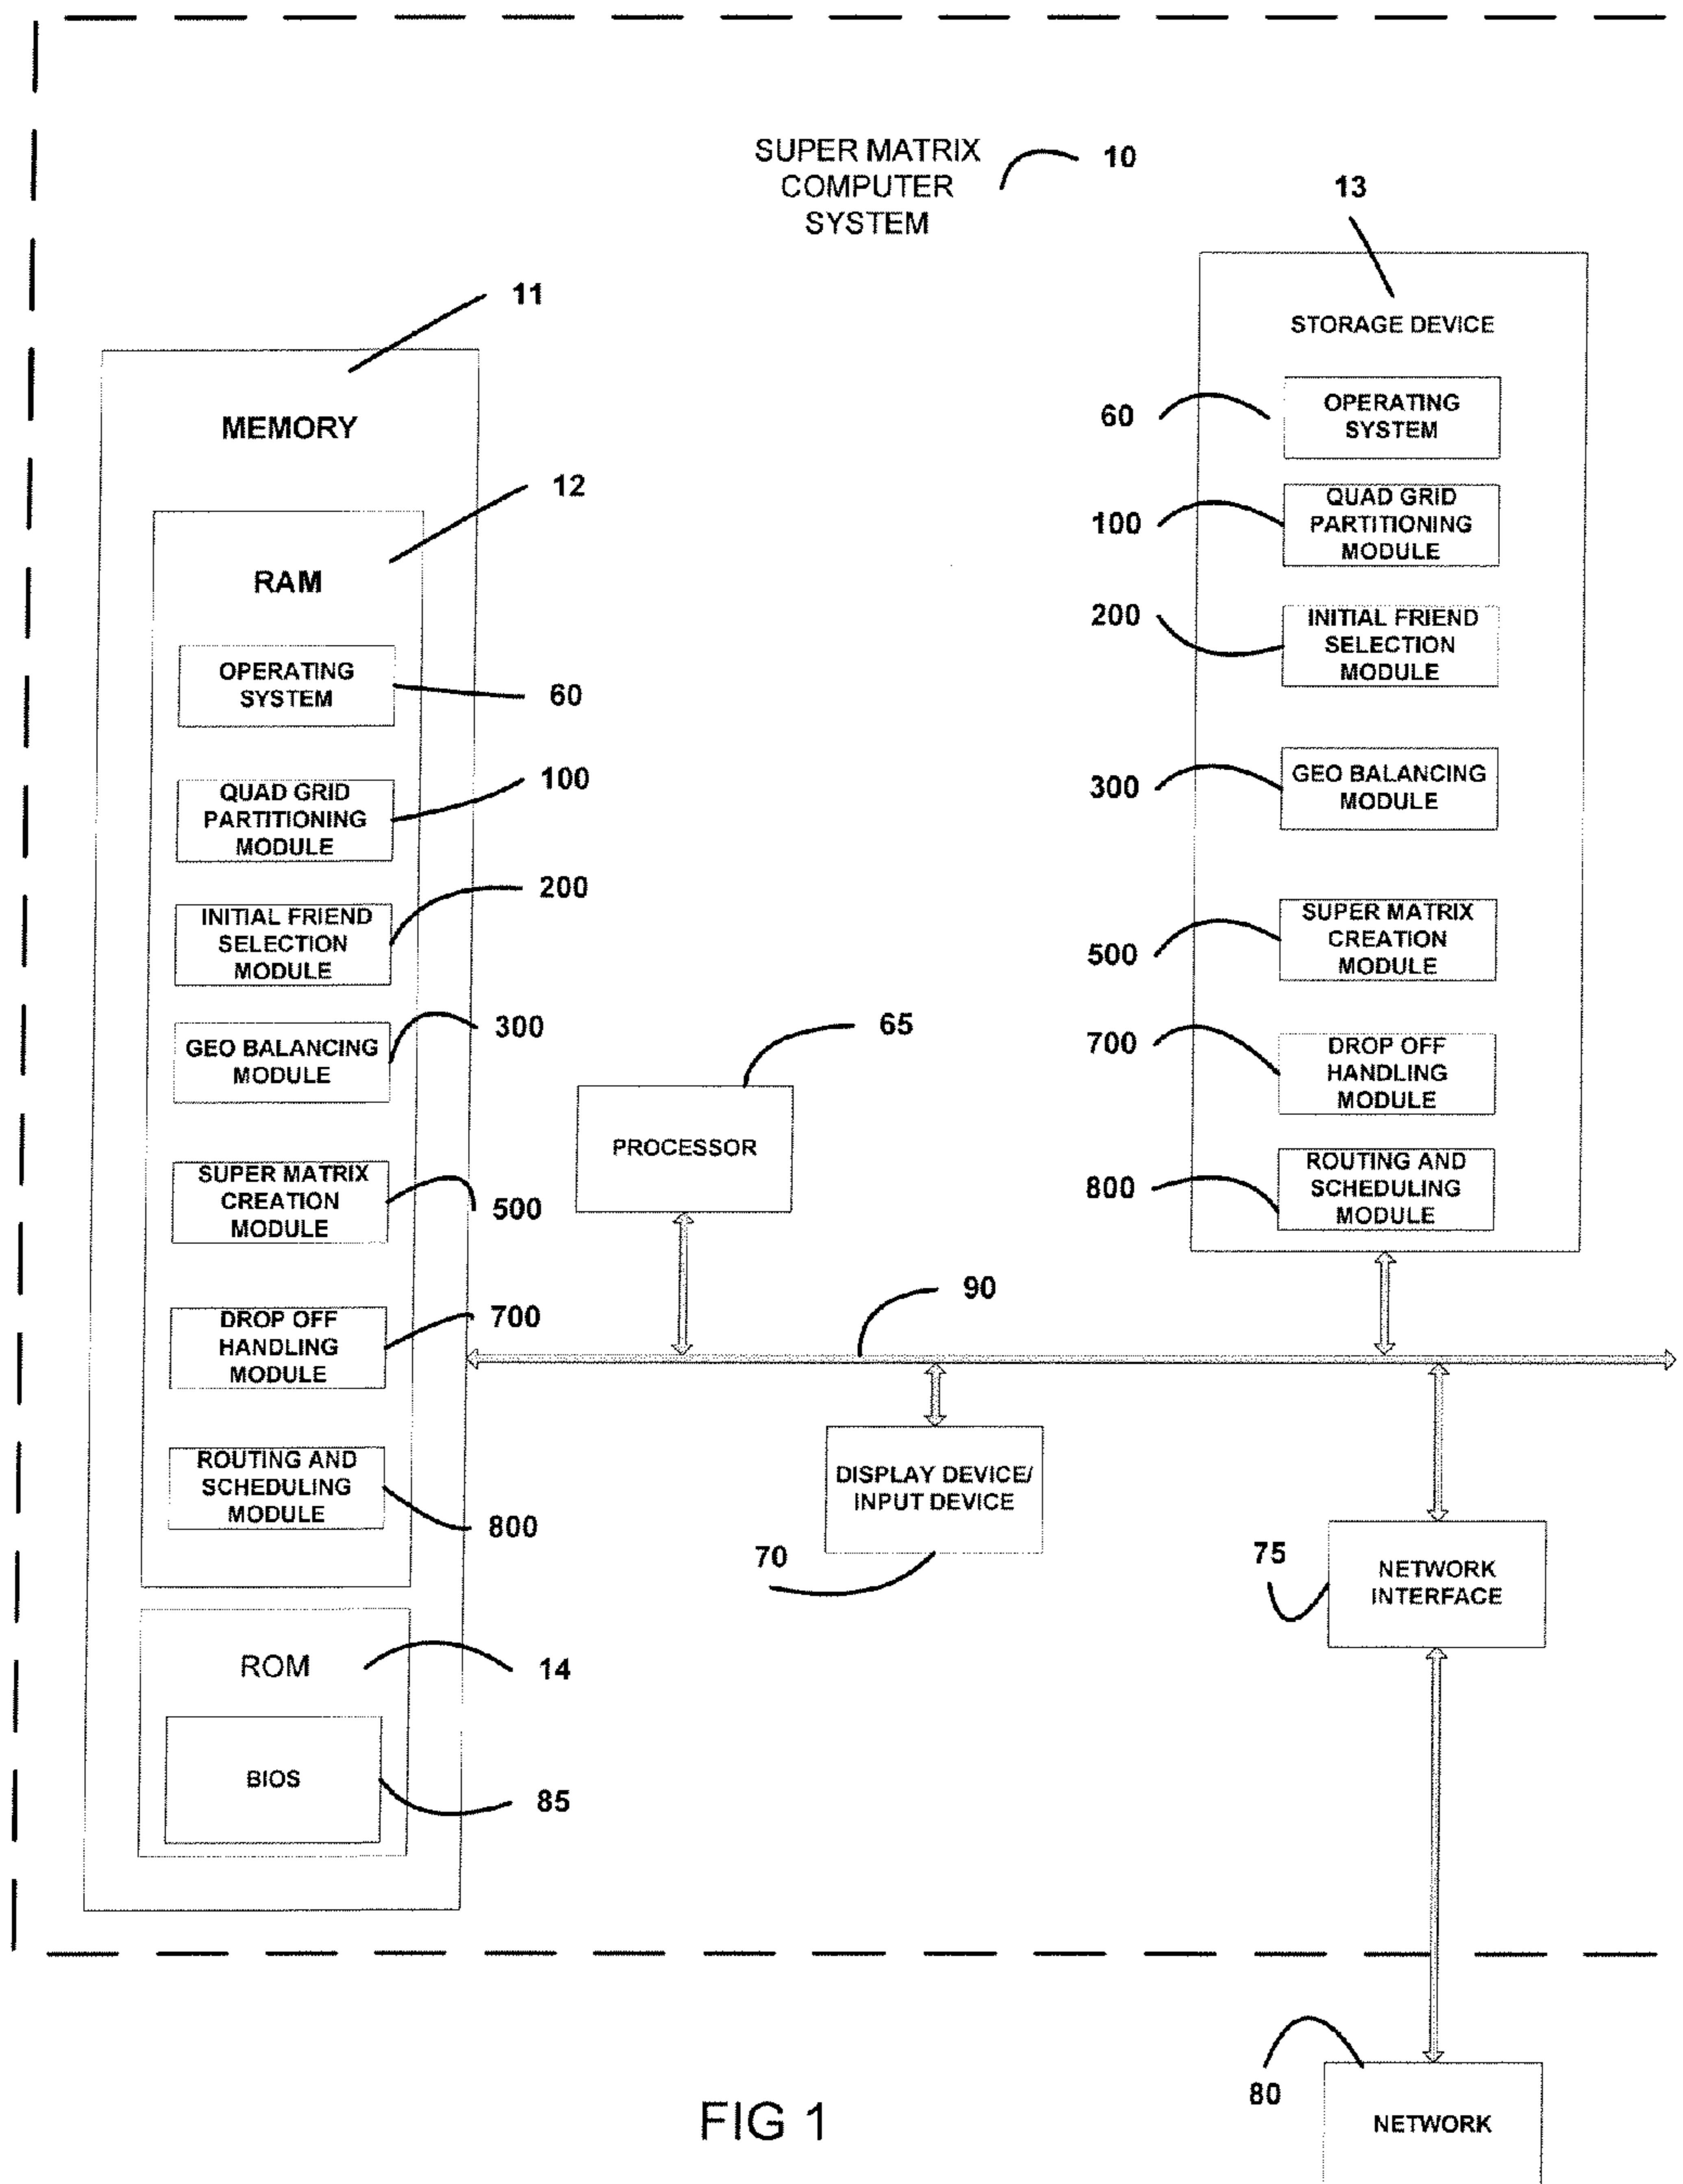 SUPER MATRIX
COMPUTER
SYSTEM
10
13
STORAGE DEVICE
60
OPERATING
SYSTEM
100
QUAD GRID
PARTITIONING
MODULE
200
INITIAL FRIEND
SELECTION
MODULE
300
GEO BALANCING
MODULE
500
SUPER MATRIX
CREATION
MODULE
700
DROP OFF
HANDLING
MODULE
800
ROUTING AND
SCHEDULING
MODULE
11
MEMORY
12
RAM
OPERATING
SYSTEM
60
QUAD GRID
PARTITIONING
MODULE
100
INITIAL FRIEND
SELECTION
MODULE
200
GEO BALANCING
MODULE
300
SUPER MATRIX
CREATION
MODULE
500
DROP OFF
HANDLING
MODULE
700
ROUTING AND
SCHEDULING
MODULE
800
ROM
14
BIOS
85
65
PROCESSOR
90
DISPLAY DEVICE/
INPUT DEVICE
70
75
NETWORK
INTERFACE
80
NETWORK
FIG 1